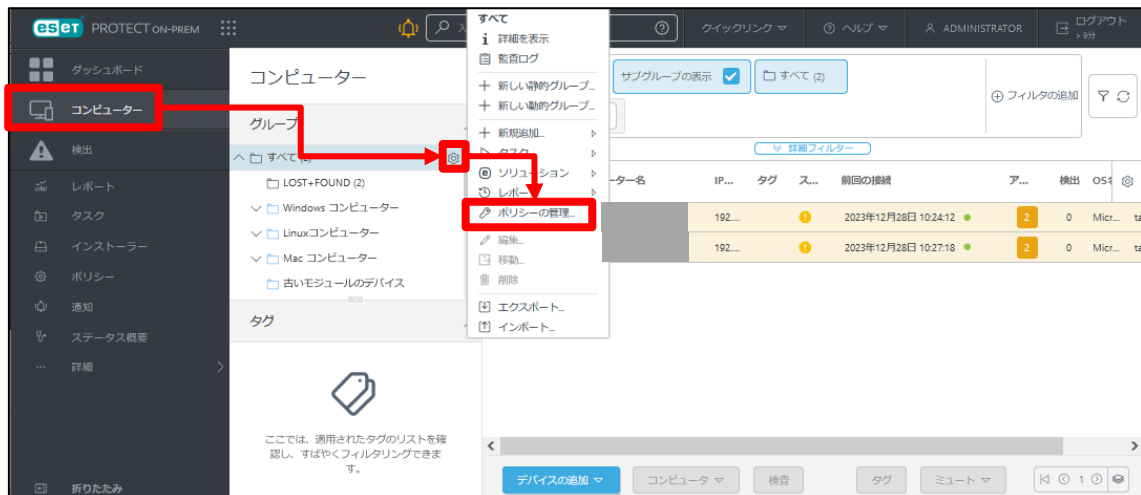 eset PROTECT ON-PREM
クイックリンク
ヘルプ
ADMINISTRATOR
ログアウト
>9分
ダッシュボード
コンピューター
検出
レポート
タスク
インストーラー
ポリシー
通知
ステータス概要
詳細
折りたたみ
コンピューター
グループ
すべて
LOST+FOUND (2)
Windows コンピューター
Linuxコンピューター
Mac コンピューター
古いモジュールのデバイス
タグ
ここでは、適用されたタグのリストを確
認し、すばやくフィルタリングできま
す。
すべて
詳細を表示
監査ログ
新しい静的グループ...
新しい動的グループ...
新規追加...
タスク
ソリューション
レポー
ポリシーの管理...
編集...
移動...
削除
エクスポート...
インポート...
サブグループの表示
すべて (2)
フィルタの追加
詳細フィルター
ーター名 IP... タグ ス... 前回の接続 ア... 検出 OSネ
192.... 2023年12月28日 10:24:12 2 0 Micr... ta
192.... 2023年12月28日 10:27:18 2 0 Micr... ta
デバイスの追加
コンピュータ
検査
タグ
ミュート
1